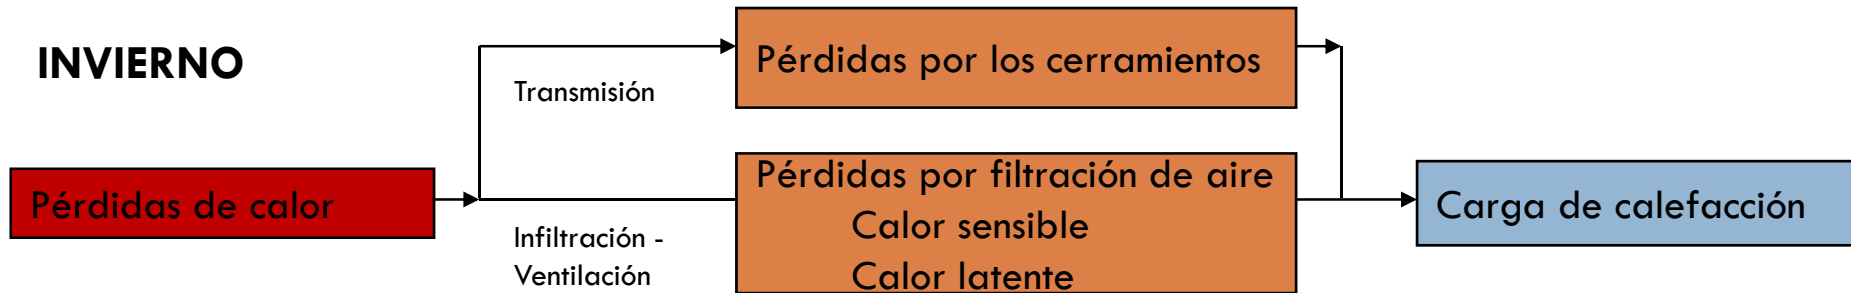 INVIERNO
Transmisión
Pérdidas por los cerramientos
Pérdidas de calor
Infiltración -
Ventilación
Pérdidas por filtración de aire
Calor sensible
Calor latente
Carga de calefacción